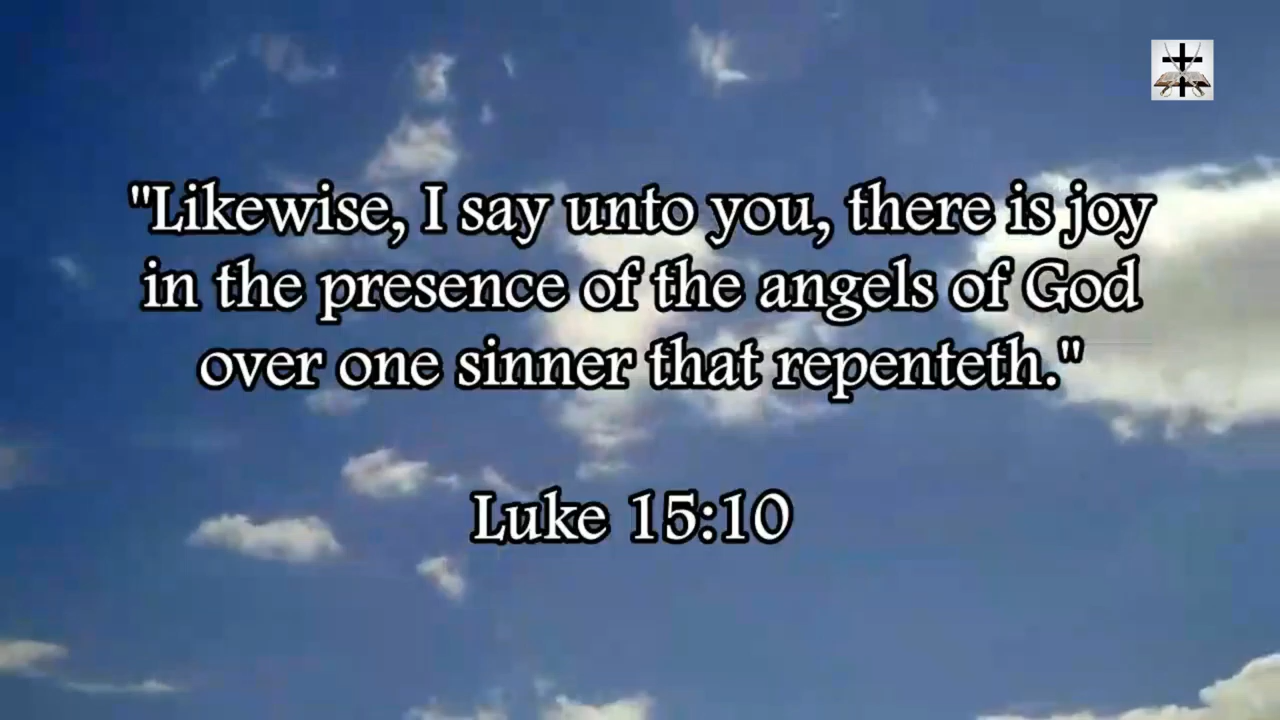 "Likewise, I say unto you, there is joy
in the presence of the angels of God
over one sinner that repenteth."
Luke 15:10